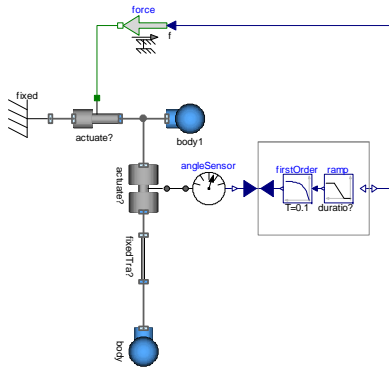 force
f
fixed
actuate?
body1
actuate?
angleSensor
firstOrder
ramp
T=0.1
duratio?
fixedTra?
body